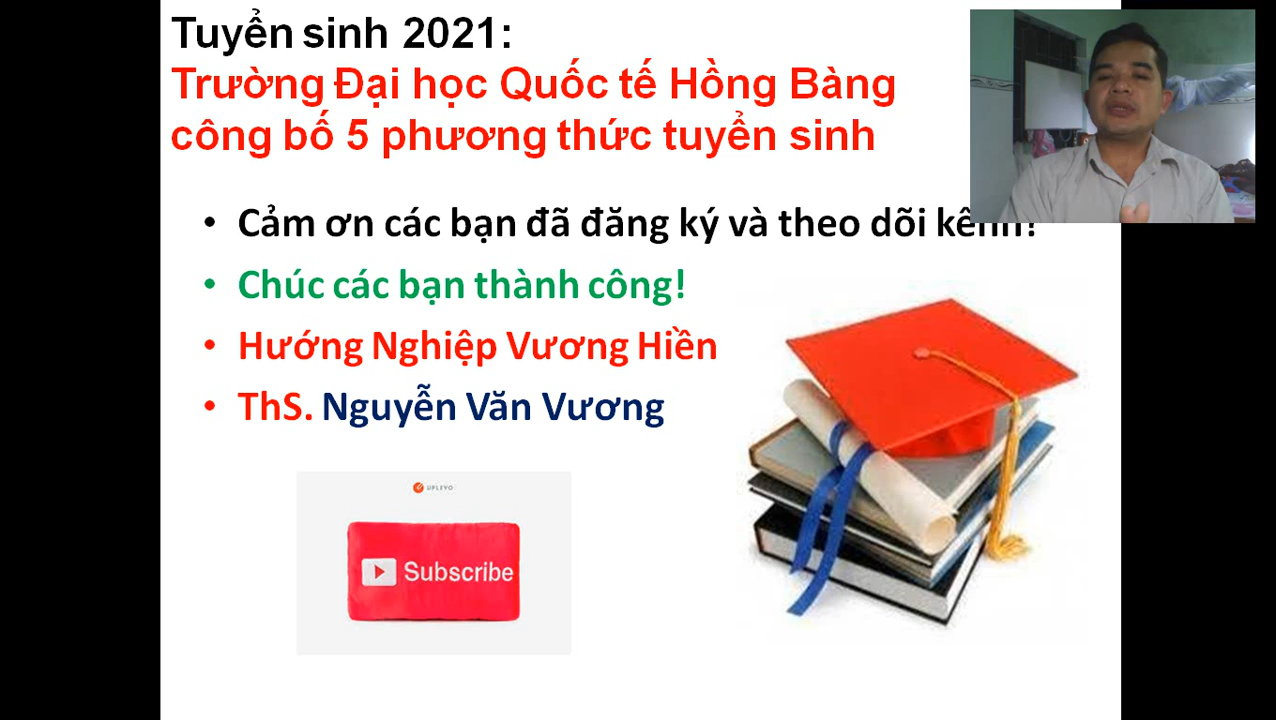 Tuyển sinh 2021:
Trường Đại học Quốc tế Hồng Bàng
công bố 5 phương thức tuyển sinh
• Cảm ơn các bạn đã đăng ký và theo dõi kênh!
• Chúc các bạn thành công!
• Hướng Nghiệp Vương Hiền
• ThS. Nguyễn Văn Vương
UPLEVO
Subscribe